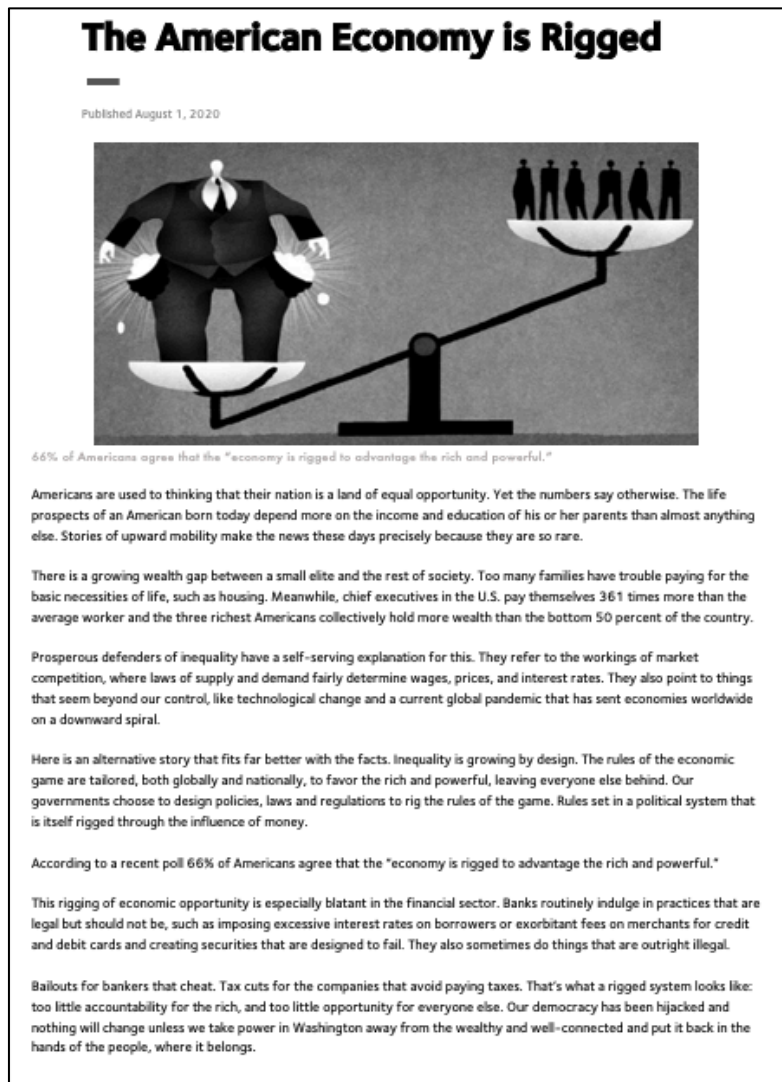 The American Economy is Rigged
Published August 1, 2020
66% of Americans agree that the “economy is rigged to advantage the rich and powerful.”
Americans are used to thinking that their nation is a land of equal opportunity. Yet the numbers say otherwise. The life
prospects of an American born today depend more on the income and education of his or her parents than almost anything
else. Stories of upward mobility make the news these days precisely because they are so rare.
There is a growing wealth gap between a small elite and the rest of society. Too many families have trouble paying for the
basic necessities of life, such as housing. Meanwhile, chief executives in the U.S. pay themselves 361 times more than the
average worker and the three richest Americans collectively hold more wealth than the bottom 50 percent of the country.
Prosperous defenders of inequality have a self-serving explanation for this. They refer to the workings of market
competition, where laws of supply and demand fairly determine wages, prices, and interest rates. They also point to things
that seem beyond our control, like technological change and a current global pandemic that has sent economies worldwide
on a downward spiral.
Here is an alternative story that fits far better with the facts. Inequality is growing by design. The rules of the economic
game are tailored, both globally and nationally, to favor the rich and powerful, leaving everyone else behind. Our
governments choose to design policies, laws and regulations to rig the rules of the game. Rules set in a political system that
is itself rigged through the influence of money.
According to a recent poll 66% of Americans agree that the “economy is rigged to advantage the rich and powerful.”
This rigging of economic opportunity is especially blatant in the financial sector. Banks routinely indulge in practices that are
legal but should not be, such as imposing excessive interest rates on borrowers or exorbitant fees on merchants for credit
and debit cards and creating securities that are designed to fail. They also sometimes do things that are outright illegal.
Bailouts for bankers that cheat. Tax cuts for the companies that avoid paying taxes. That’s what a rigged system looks like:
too little accountability for the rich, and too little opportunity for everyone else. Our democracy has been hijacked and
nothing will change unless we take power in Washington away from the wealthy and well-connected and put it back in the
hands of the people, where it belongs.